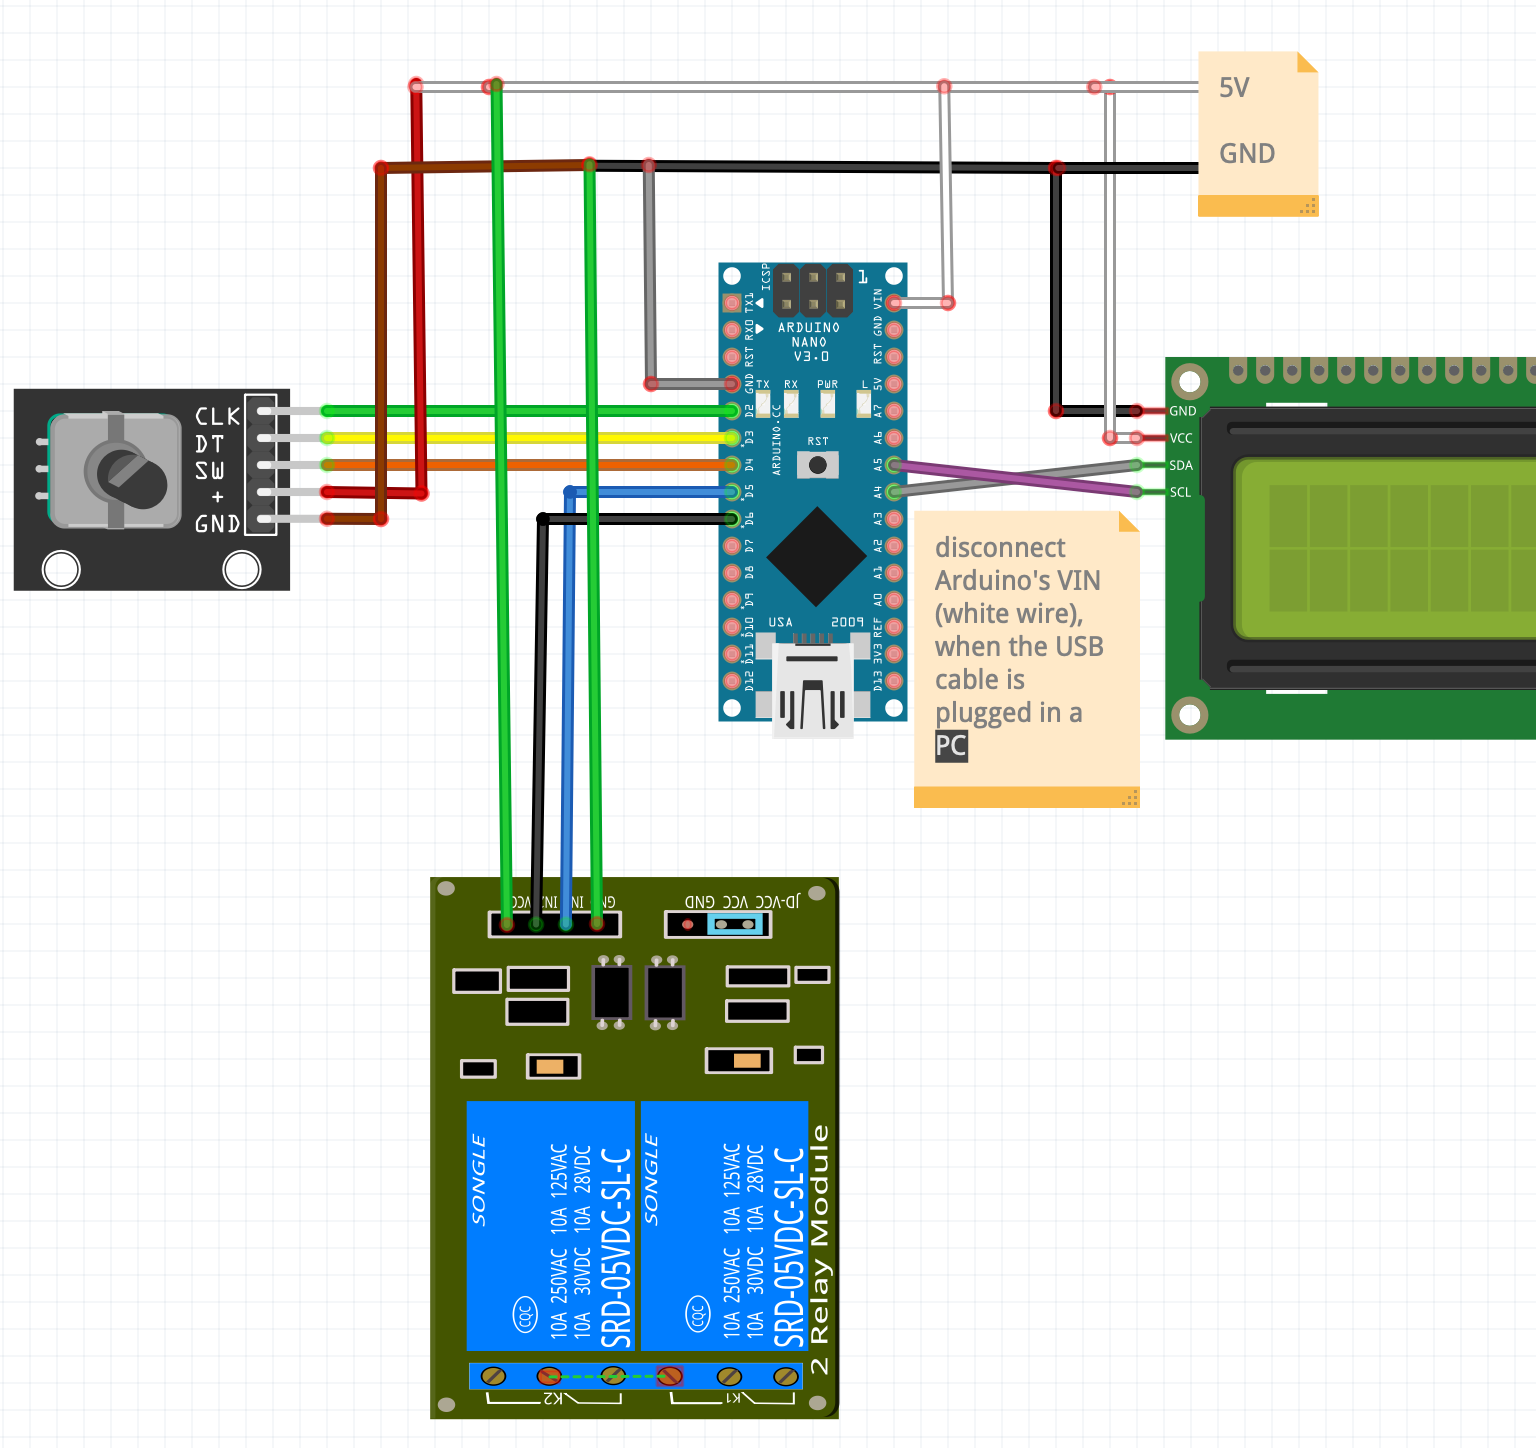 5V
GND
CLK
DT
SW
+
GND
ICSP
1
ARDUINO
NANO
V3.0
TX1
RX0
RST
GND
D2
D3
D4
D5
D6
D7
D8
D9
D10
D11
D12
VIN
GND
RST
5V
A7
A6
A5
A4
A3
A2
A1
A0
REF
3V3
D13
TX
RX
PWR
L
ARDUINO.CC
RST
USA
2009
GND
VCC
SDA
SCL
disconnect
Arduino's VIN
(white wire),
when the USB
cable is
plugged in a
PC
JD-VCC VCC GND
SONGLE
10A 250VAC 10A 125VAC
10A 30VDC 10A 28VDC
SRD-05VDC-SL-C
CQC
SONGLE
10A 250VAC 10A 125VAC
10A 30VDC 10A 28VDC
SRD-05VDC-SL-C
CQC
2 Relay Module
K2
K1